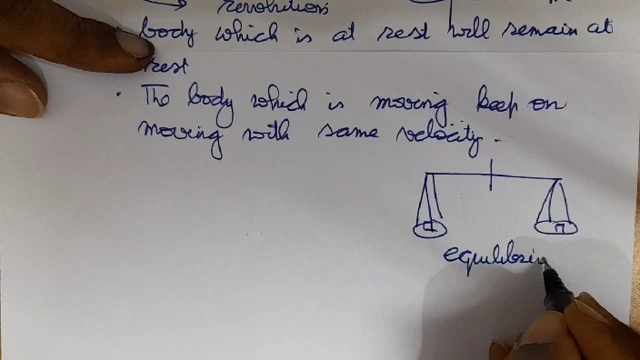 revolution
body which is at rest will remain at
rest
. The body which is moving keep on
moving with same velocity.
equilibriu